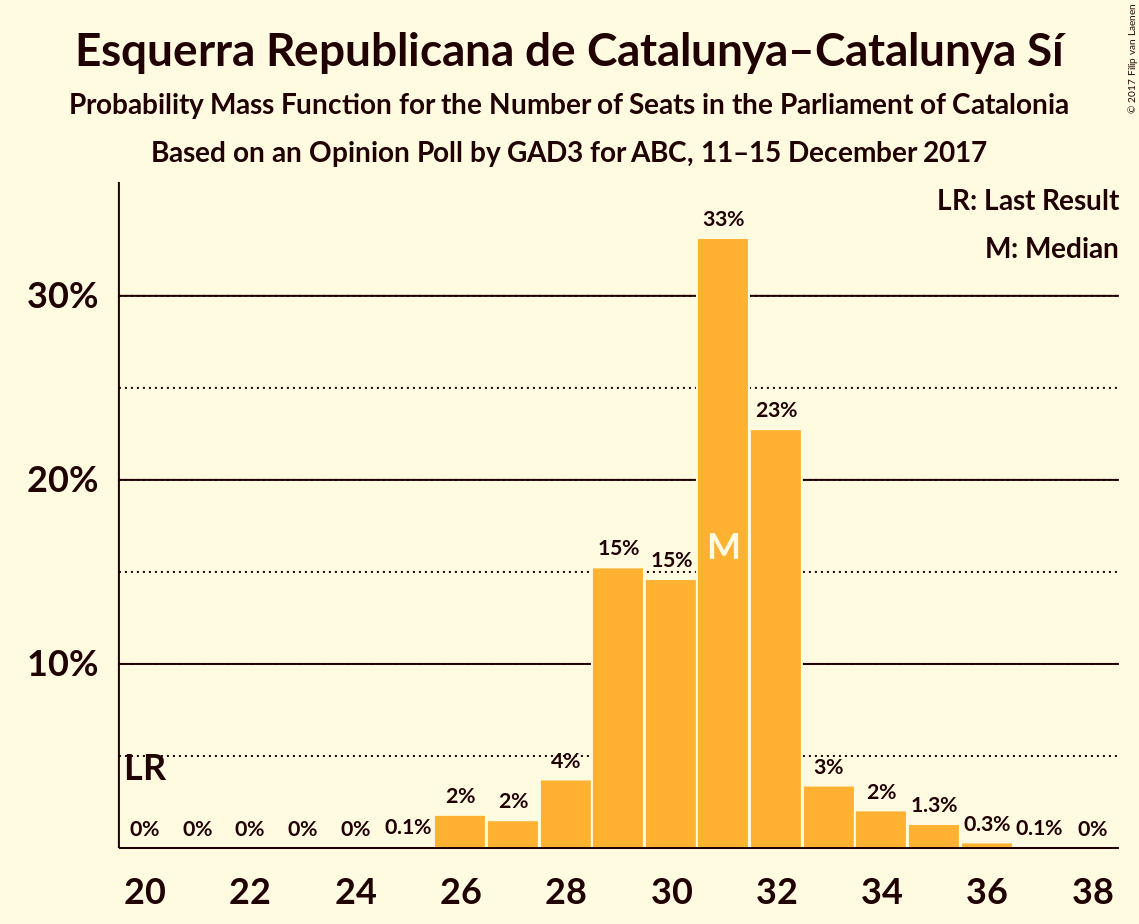 Esquerra Republicana de Catalunya–Catalunya Sí
Probability Mass Function for the Number of Seats in the Parliament of Catalonia
Based on an Opinion Poll by GAD3 for ABC, 11–15 December 2017
© 2017 Filip van Laenen
LR: Last Result
M: Median
30%
20%
10%
LR
M
0% 0% 0% 0% 0% 0.1% 2% 2% 4% 15% 15% 33% 23% 3% 2% 1.3% 0.3% 0.1% 0%
20 22 24 26 28 30 32 34 36 38